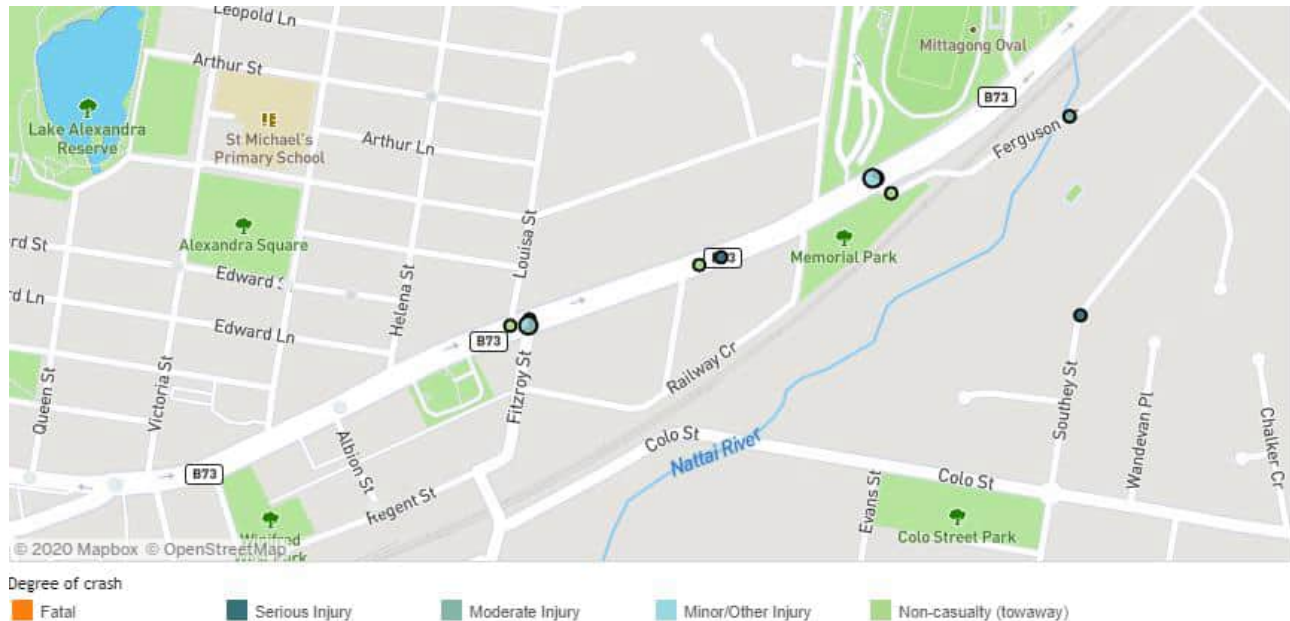 Leopold Ln
Mittagong Oval
Arthur St
B73
Lake Alexandra
Reserve
St Michael's
Primary School
Arthur Ln
Ferguson
Louisa St
rd St
Alexandra Square
Memorial Park
Edward S
Helena St
rd Ln
Edward Ln
B73
Queen St
Victoria St
Fitzroy St
Railway Cr
Southey St
Wandevan Pl
Chalker Cr
Colo St
Nattai River
Albion St
B73
Colo St
Regent St
Evans St
Colo Street Park
Winifred
Park
© 2020 Mapbox © OpenStreetMap
Degree of crash
Fatal
Serious Injury
Moderate Injury
Minor/Other Injury
Non-casualty (towaway)